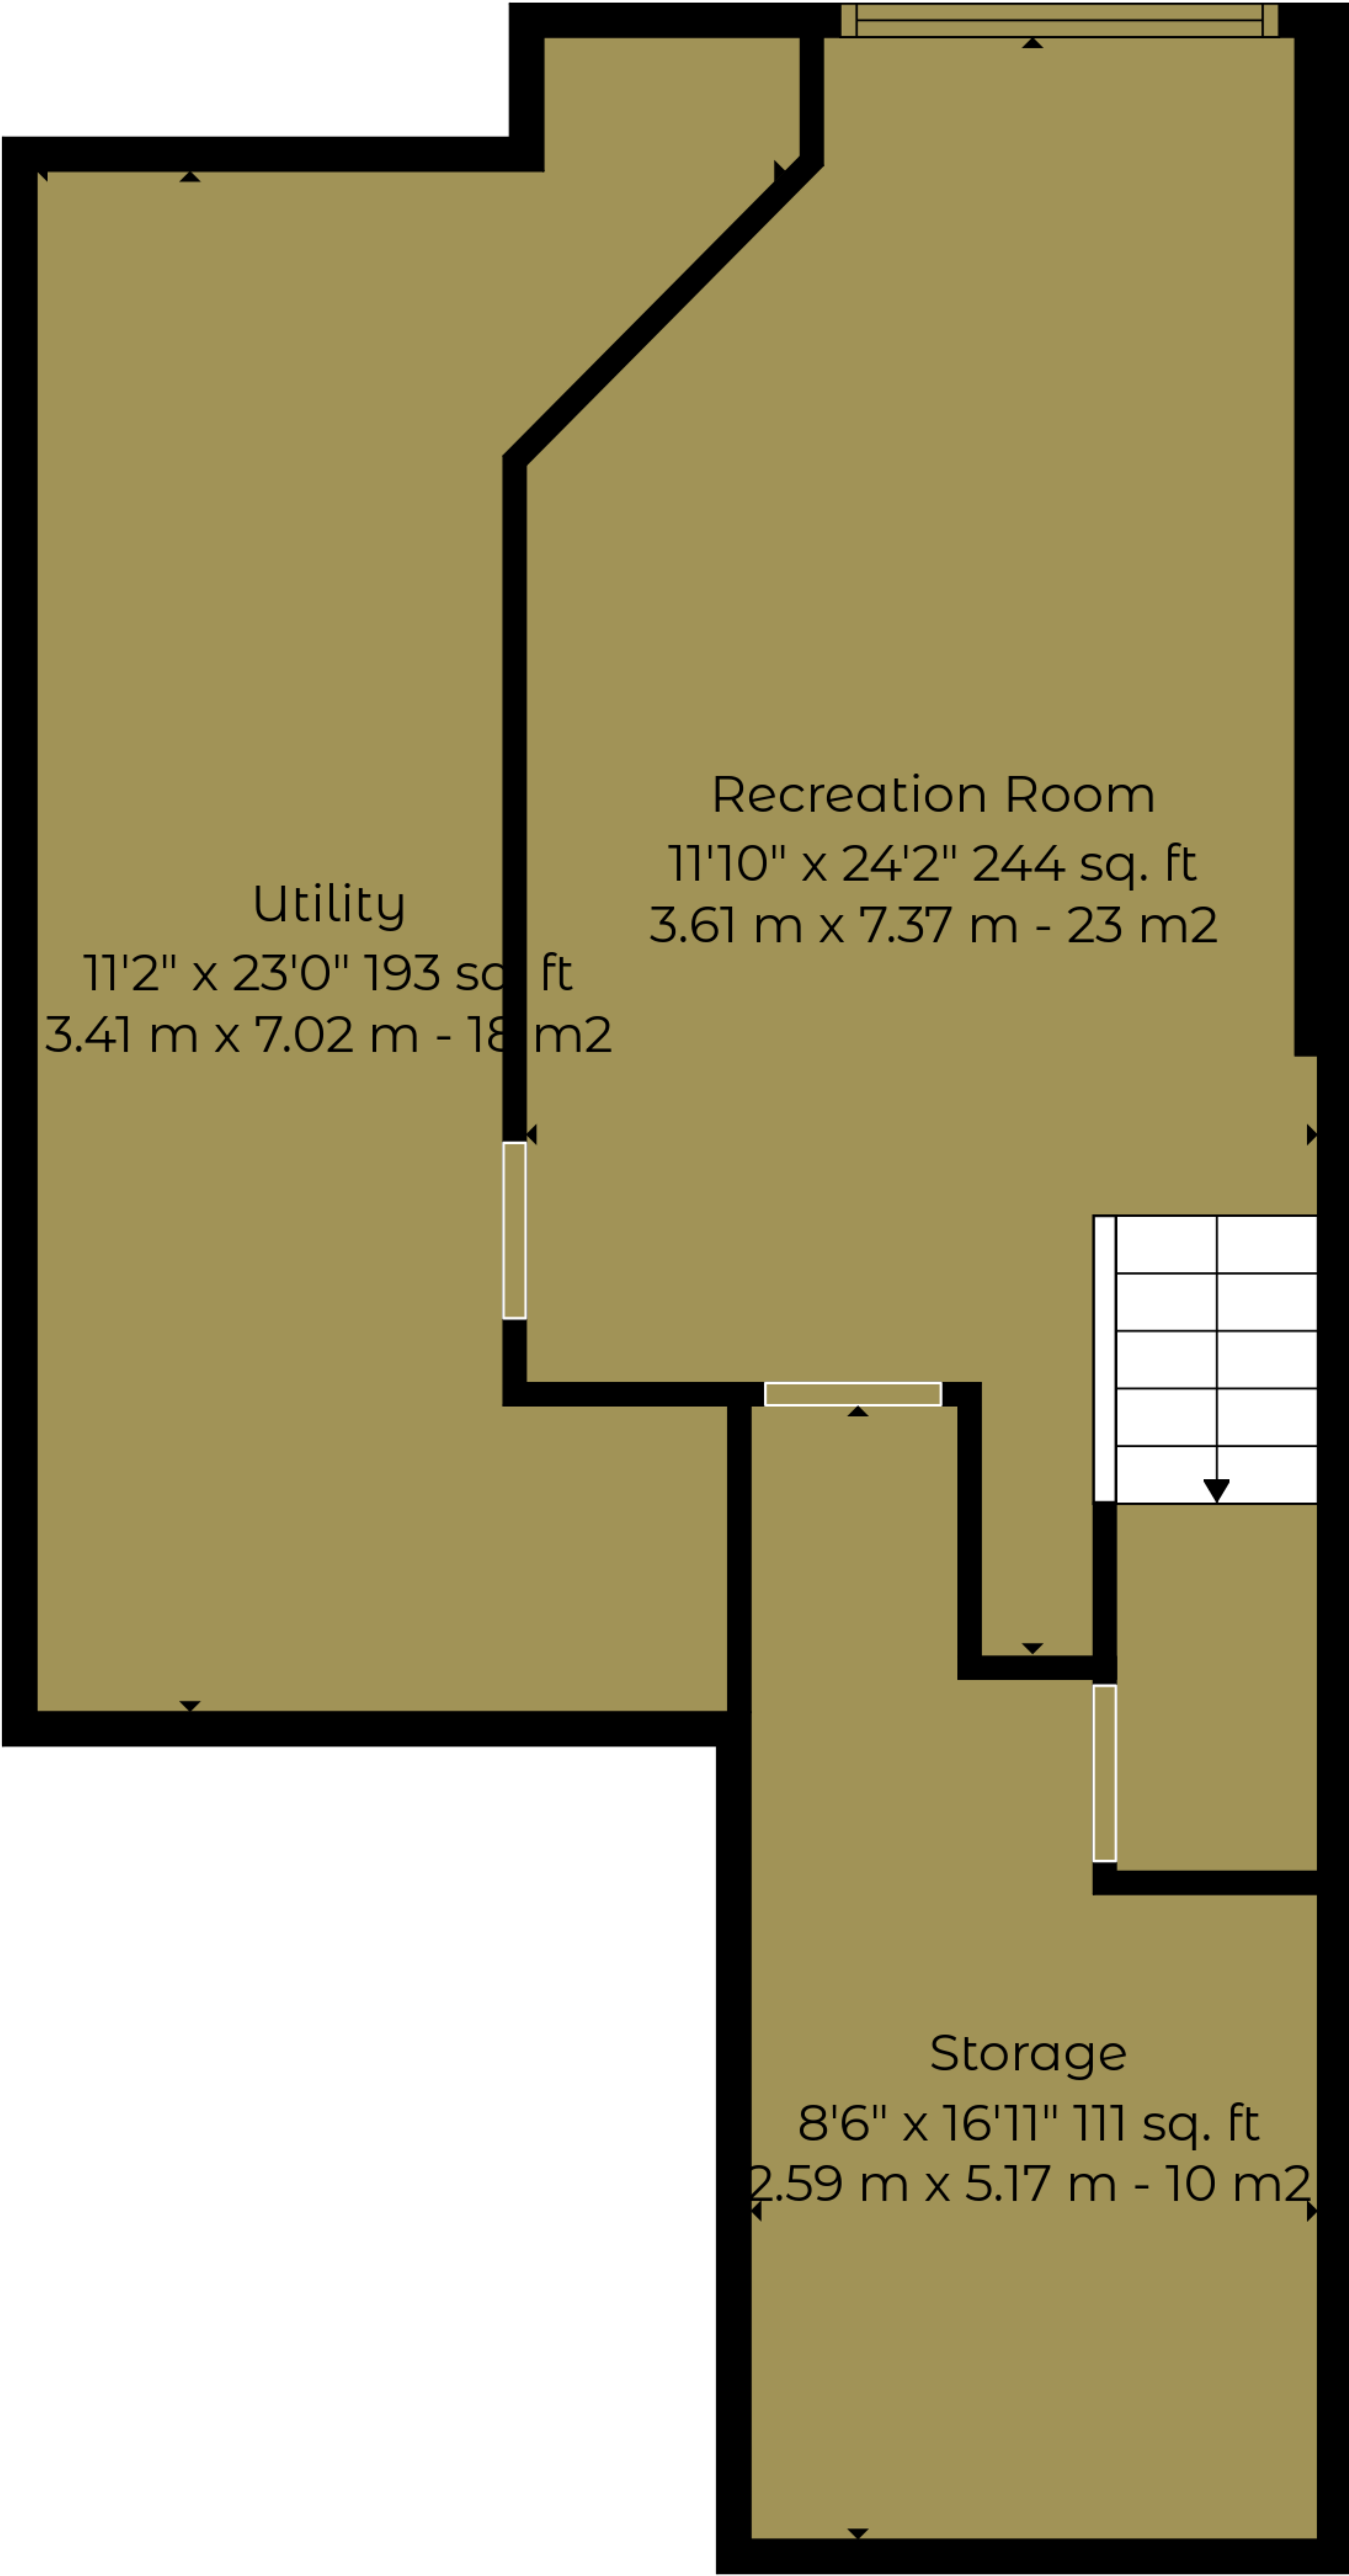 Recreation Room
11'10" x 24'2" 244 sq. ft
3.61 m x 7.37 m - 23 m2
Utility
11'2" x 23'0" 193 sq ft
3.41 m x 7.02 m - 18 m2
Storage
8'6" x 16'11" 111 sq. ft
2.59 m x 5.17 m - 10 m2